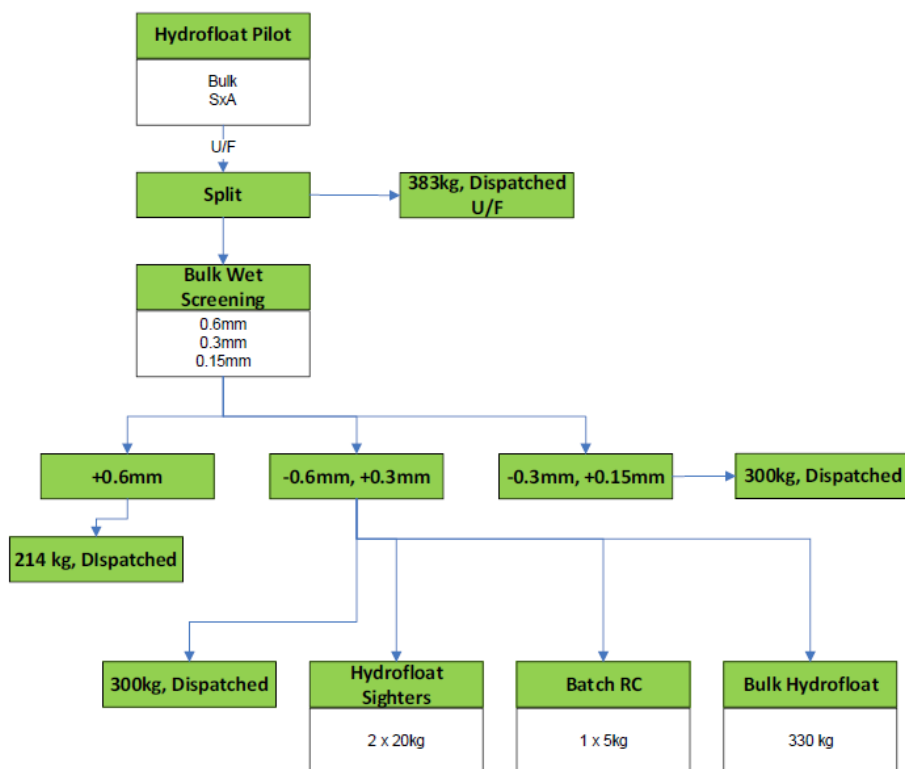 Hydrofloat Pilot
Bulk
SxA
U/F
Split
383kg, Dispatched
U/F
Bulk Wet
Screening
0.6mm
0.3mm
0.15mm
+0.6mm
-0.6mm, +0.3mm
-0.3mm, +0.15mm
300kg, Dispatched
214 kg, DIspatched
300kg, Dispatched
Hydrofloat
Sighters
2 x 20kg
Batch RC
1 x 5kg
Bulk Hydrofloat
330 kg